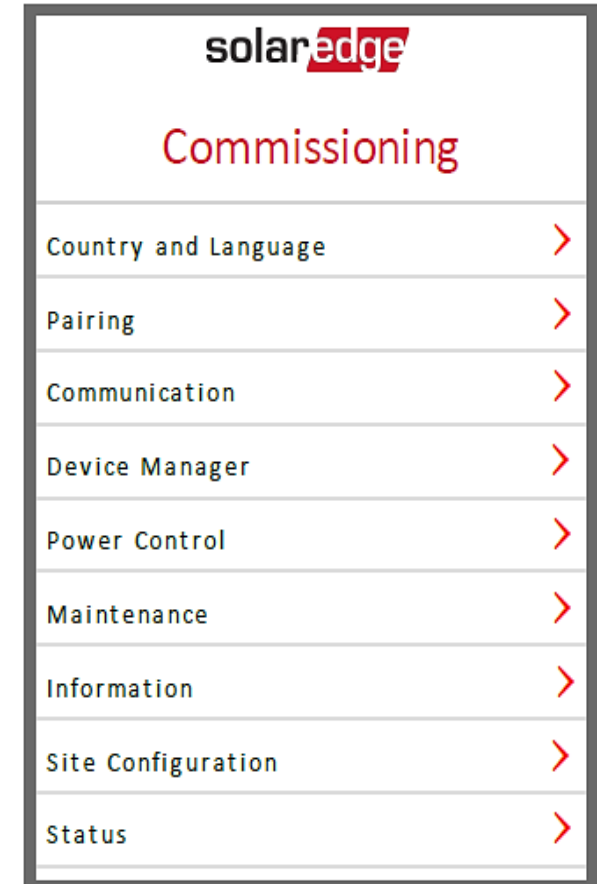 solaredge
Commissioning
Country and Language
Pairing
Communication
Device Manager
Power Control
Maintenance
Information
Site Configuration
Status